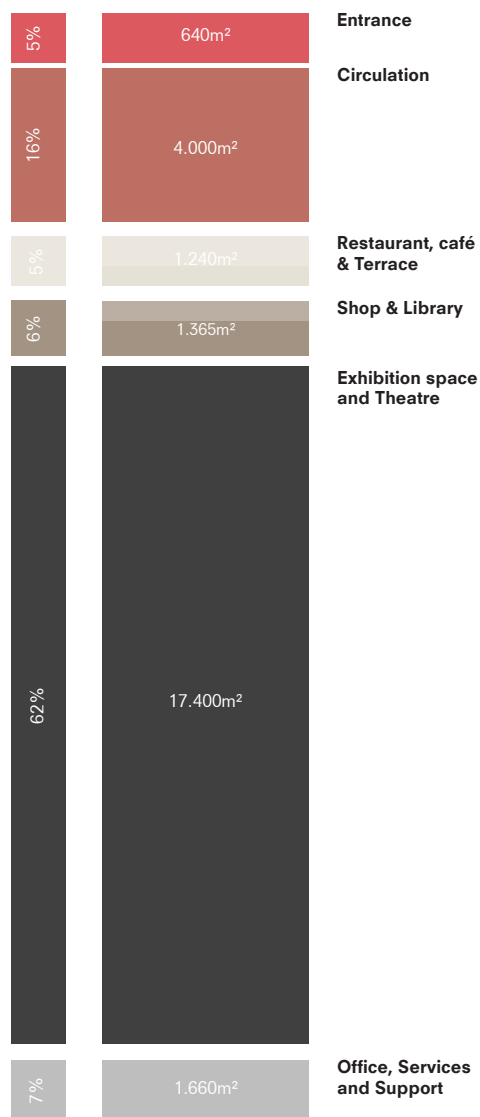 5%
640m²
Entrance
16%
4.000m²
Circulation
5%
1.240m²
Restaurant, café
& Terrace
6%
1.365m²
Shop & Library
62%
17.400m²
Exhibition space
and Theatre
7%
1.660m²
Office, Services
and Support